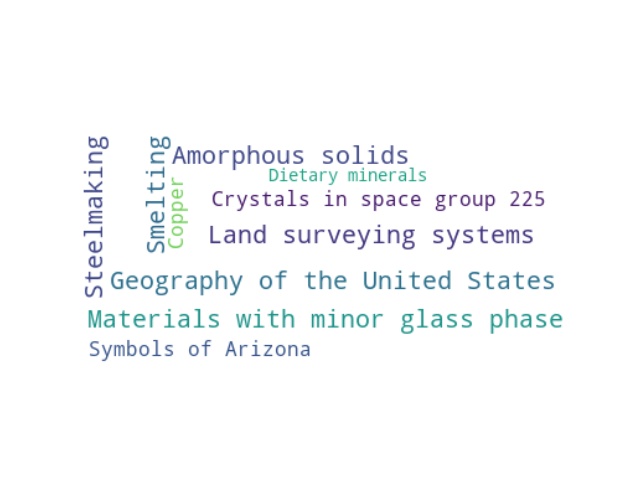 Steelmaking
Smelting
Copper
Amorphous solids
Dietary minerals
Crystals in space group 225
Land surveying systems
Geography of the United States
Materials with minor glass phase
Symbols of Arizona